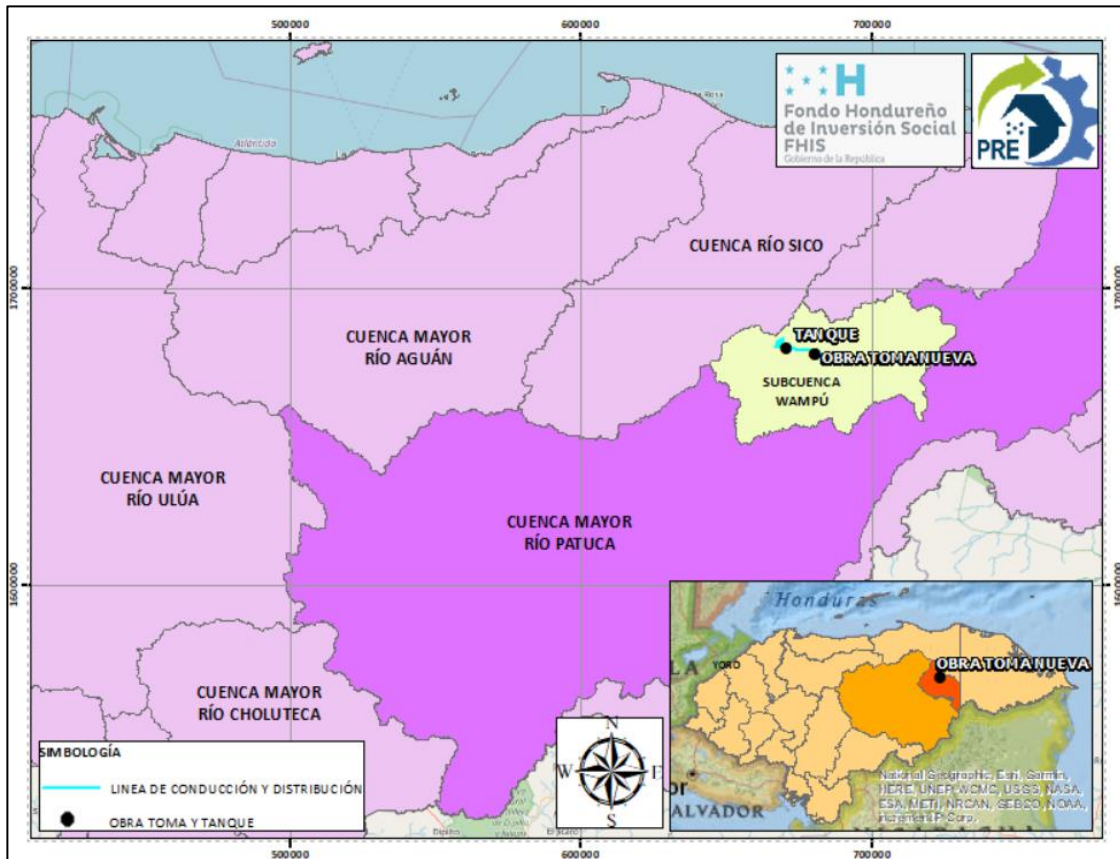 500000
600000
700000
H
Fondo Hondureño
de Inversión Social
FHIS
Gobierno de la República
PRE
Atlántida
CUENCA RÍO SICO
1700000
1700000
TANQUE
OBRA TOMA NUEVA
CUENCA MAYOR
RÍO AGUÁN
SUBCUENCA
WAMPÚ
CUENCA MAYOR
RÍO ULÚA
CUENCA MAYOR
RÍO PATUCA
1600000
1600000
Honduras
YORO
OBRA TOMA NUEVA
CUENCA MAYOR
RÍO CHOLUTECA
N
W
E
S
SIMBOLOGÍA
LINEA DE CONDUCCIÓN Y DISTRIBUCIÓN
OBRA TOMA Y TANQUE
National Geographic, Esri, Garmin,
HERE, UNEP, WCMC, USGS, NASA,
ESA, METI, NRCAN, GEBCO, NOAA,
increment P Corp.
ALVADOR
500000
600000
700000